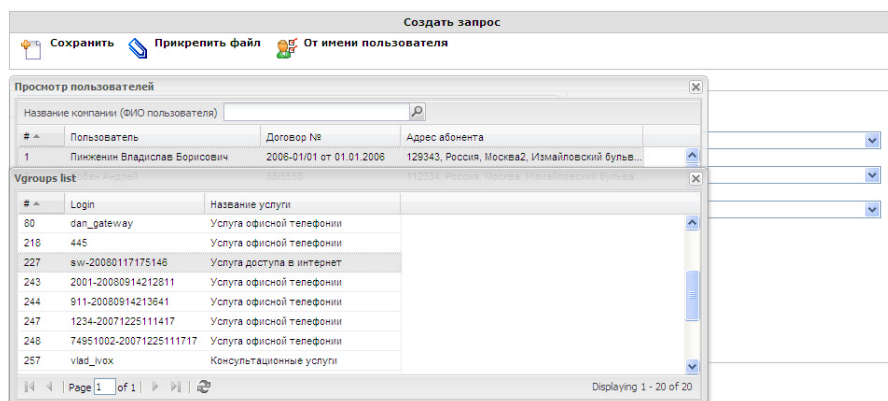 Создать запрос
Сохранить Прикрепить файл От имени пользователя
Просмотр пользователей
Название компании (ФИО пользователя)
# Пользователь Договор № Адрес абонента
1 Пинженин Владислав Борисович 2006-01/01 от 01.01.2006 129343, Россия, Москва2, Измайловский бульв...
Vgroups list
# Login Название услуги
80 dan_gateway Услуга офисной телефонии
218 445 Услуга офисной телефонии
227 sw-20080117175146 Услуга доступа в интернет
243 2001-20080914212811 Услуга офисной телефонии
244 911-20080914213641 Услуга офисной телефонии
247 1234-20071225111417 Услуга офисной телефонии
248 74951002-20071225111717 Услуга офисной телефонии
257 vlad_ivox Консультационные услуги
Page 1 of 1 Displaying 1 - 20 of 20